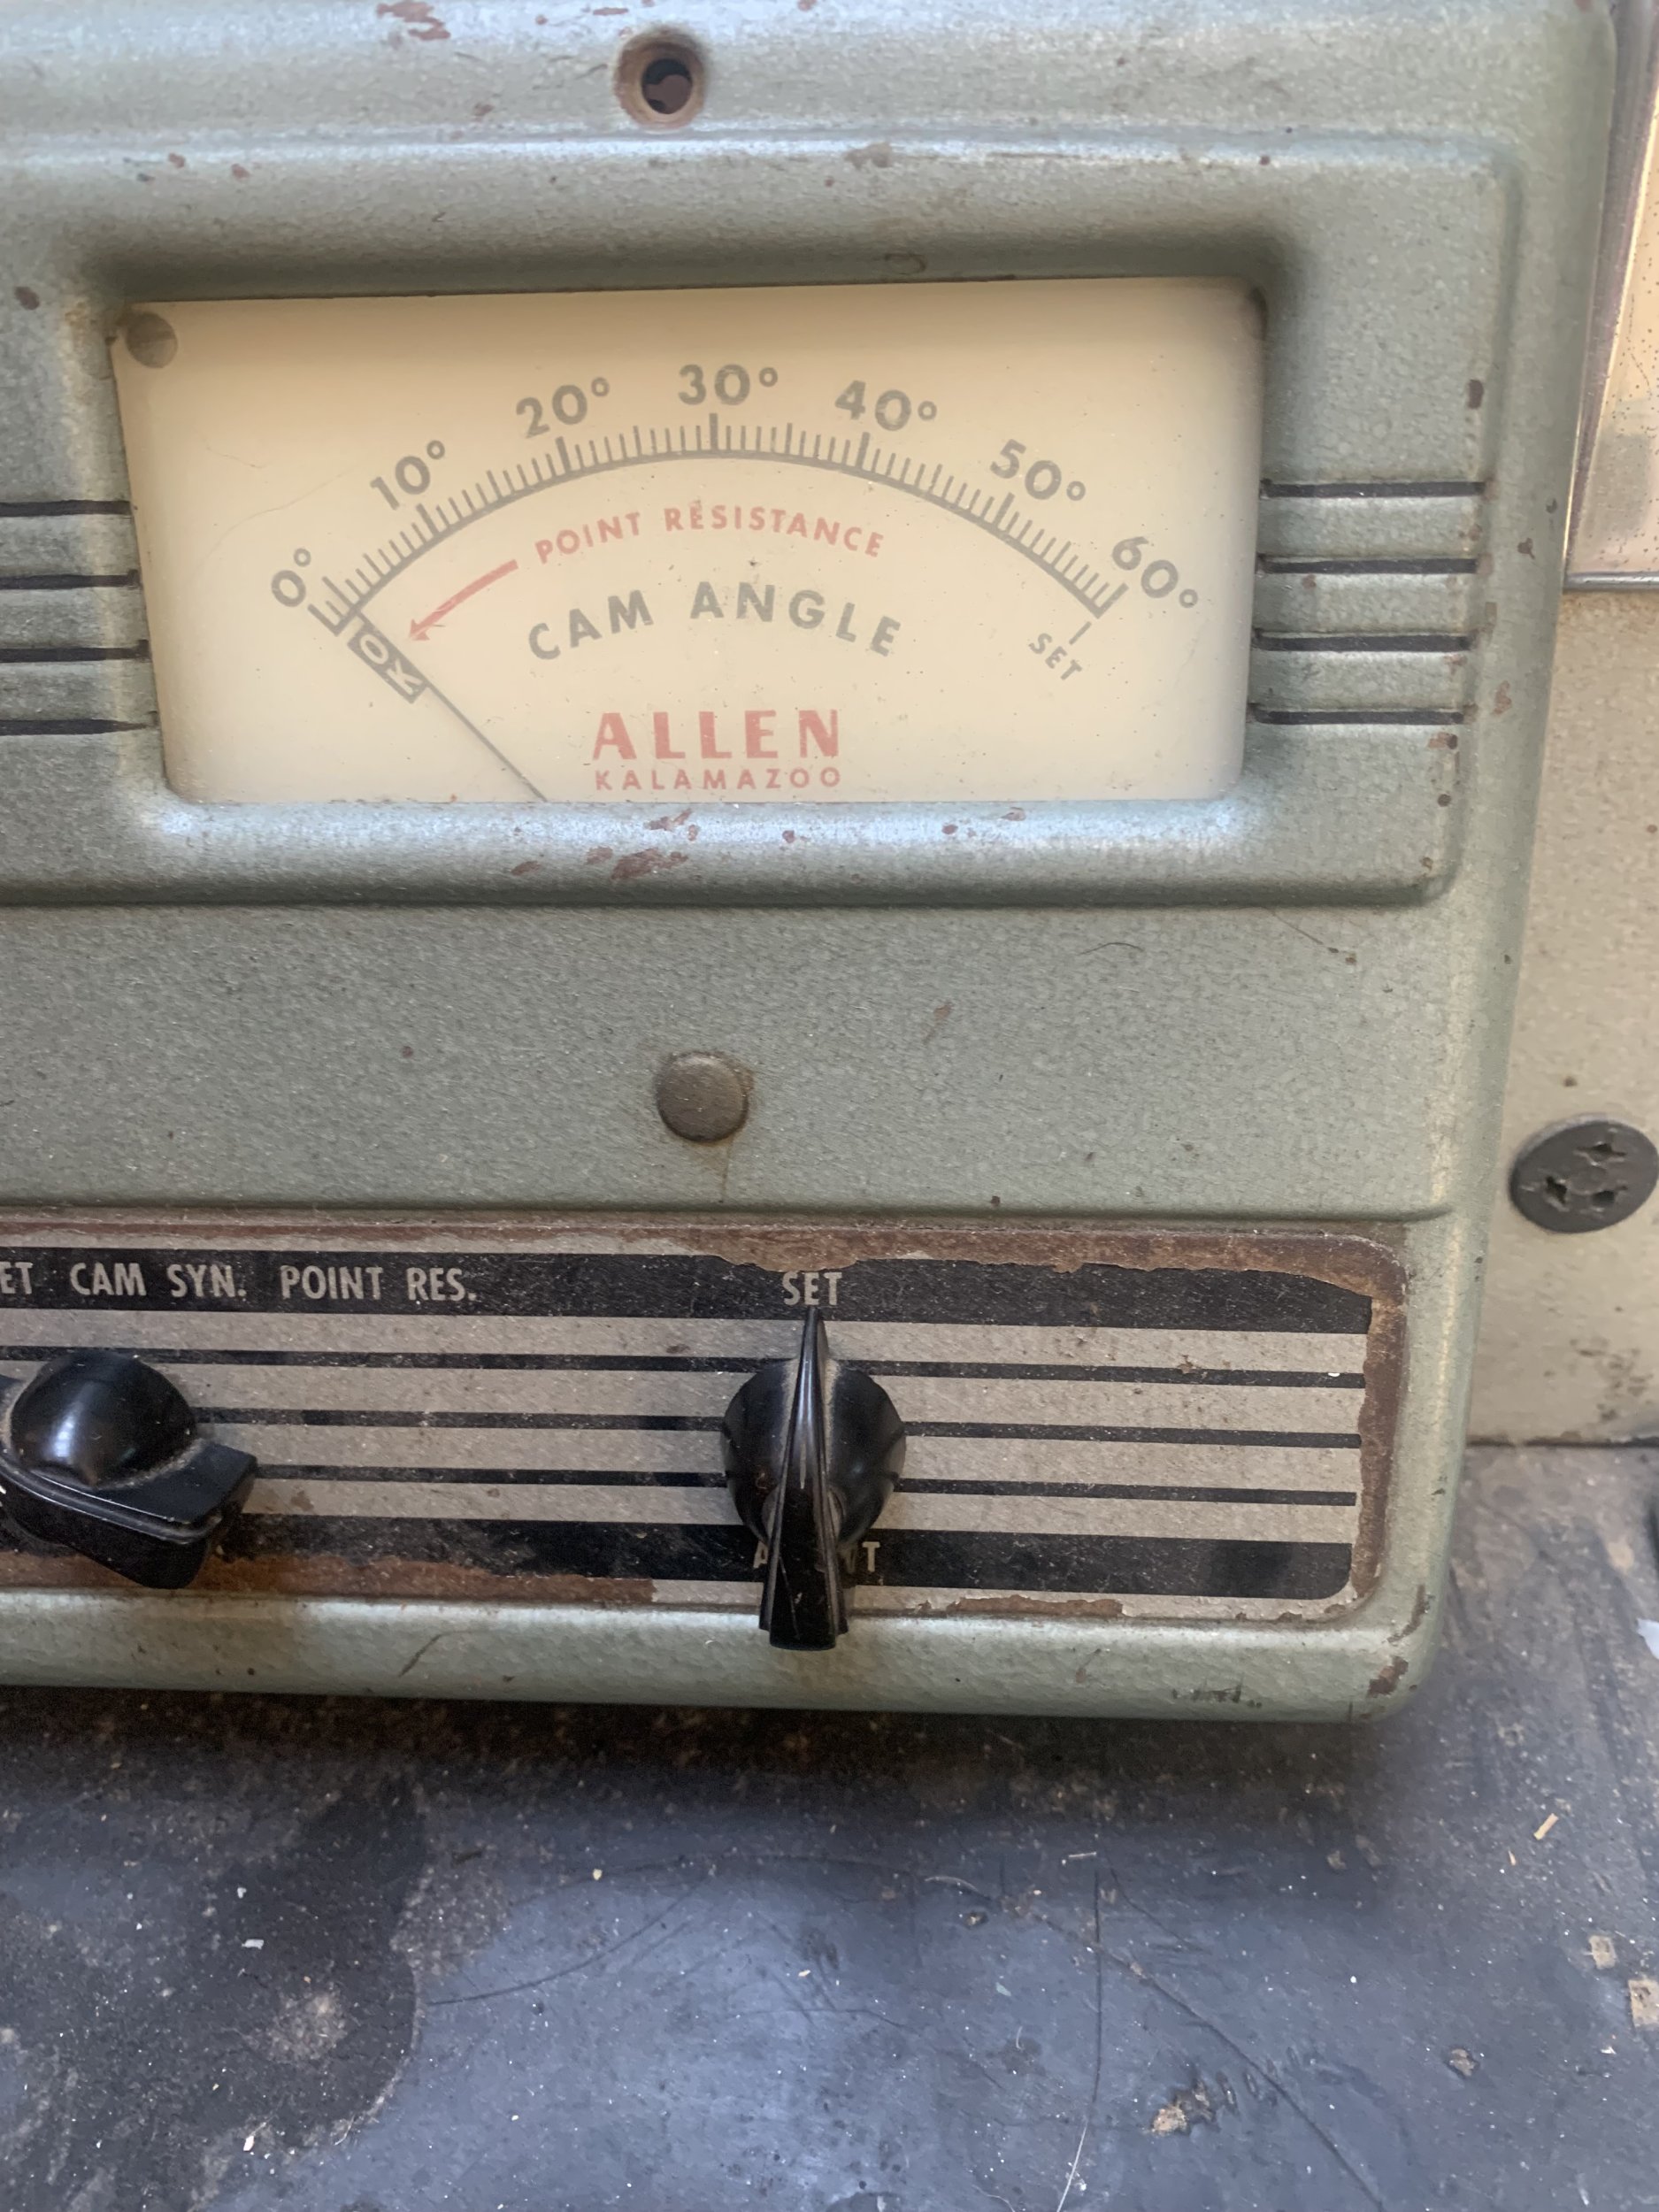 0° 10° 20° 30° 40° 50° 60°
POINT RESISTANCE
CAM ANGLE
OK
SET
ALLEN
KALAMAZOO
ET CAM SYN. POINT RES. SET